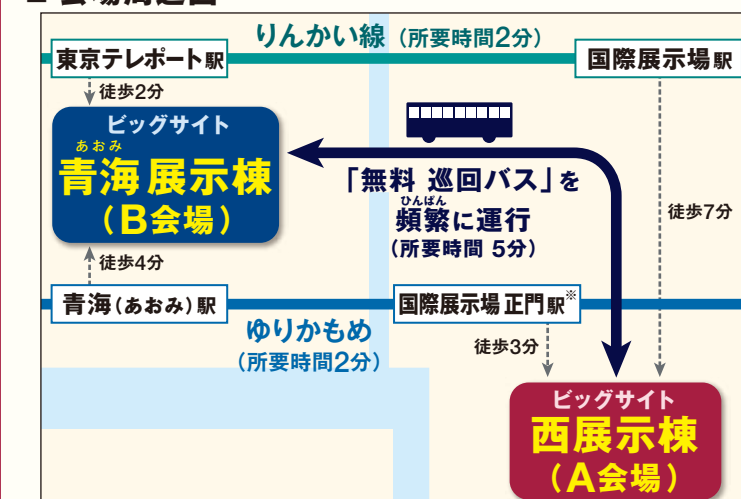 りんかい線（所要時間2分）
東京テレポート駅
国際展示場駅
徒歩2分
ビッグサイト
あおみ
青海展示棟
（B会場）
「無料 巡回バス」を
ひんぱん
頻繁に運行
（所要時間 5分）
徒歩7分
徒歩4分
青海（あおみ）駅
国際展示場 正門駅※
ゆりかもめ
（所要時間2分）
徒歩3分
ビッグサイト
西展示棟
（A会場）